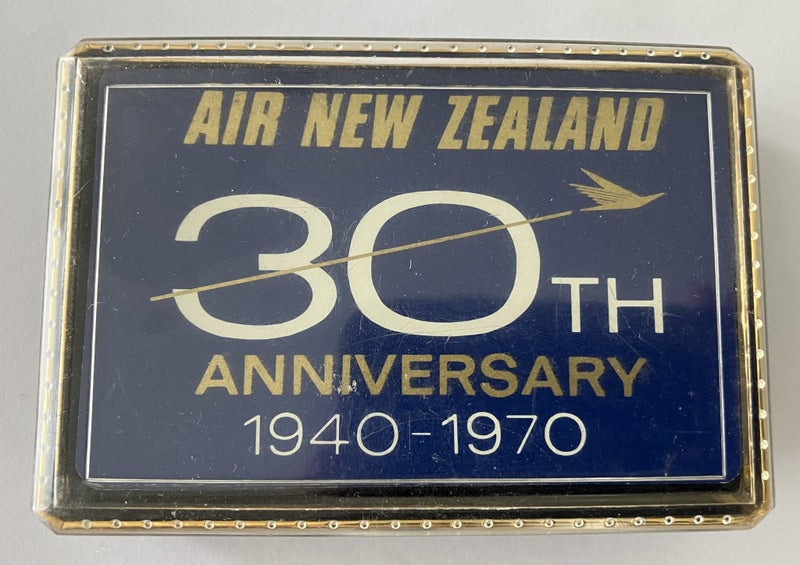 AIR NEW ZEALAND
30TH
ANNIVERSARY
1940-1970